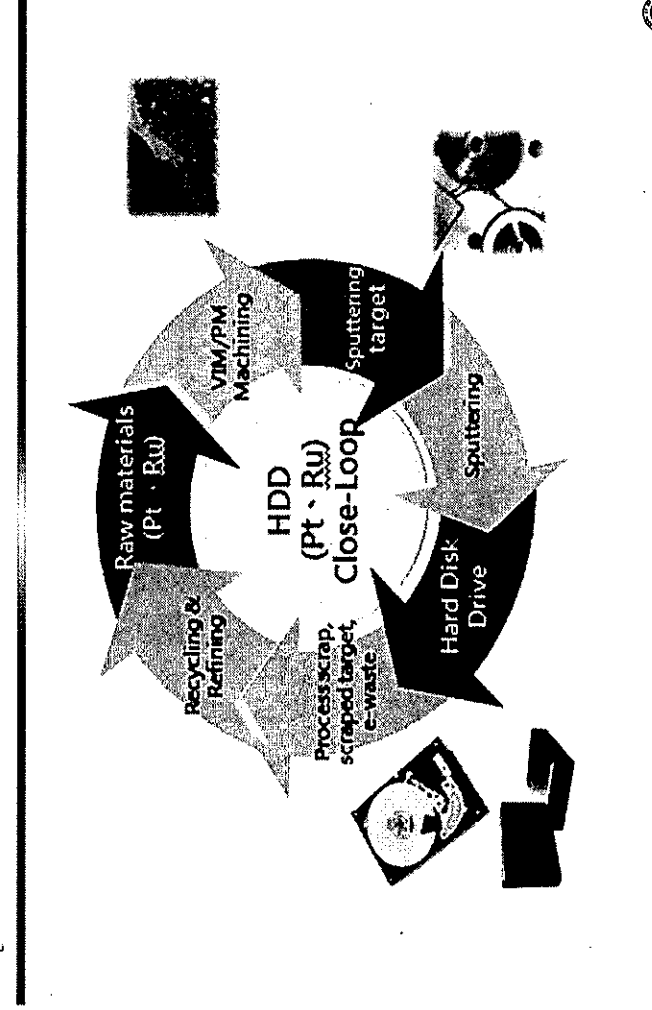 Raw materials
(Pt、Ru)
VIM/PM
Machining
Sputtering
target
Sputtering
Hard Disk
Drive
Process scrap,
scraped target,
e-waste
Recycling &
Refining
HDD
(Pt、Ru)
Close-Loop